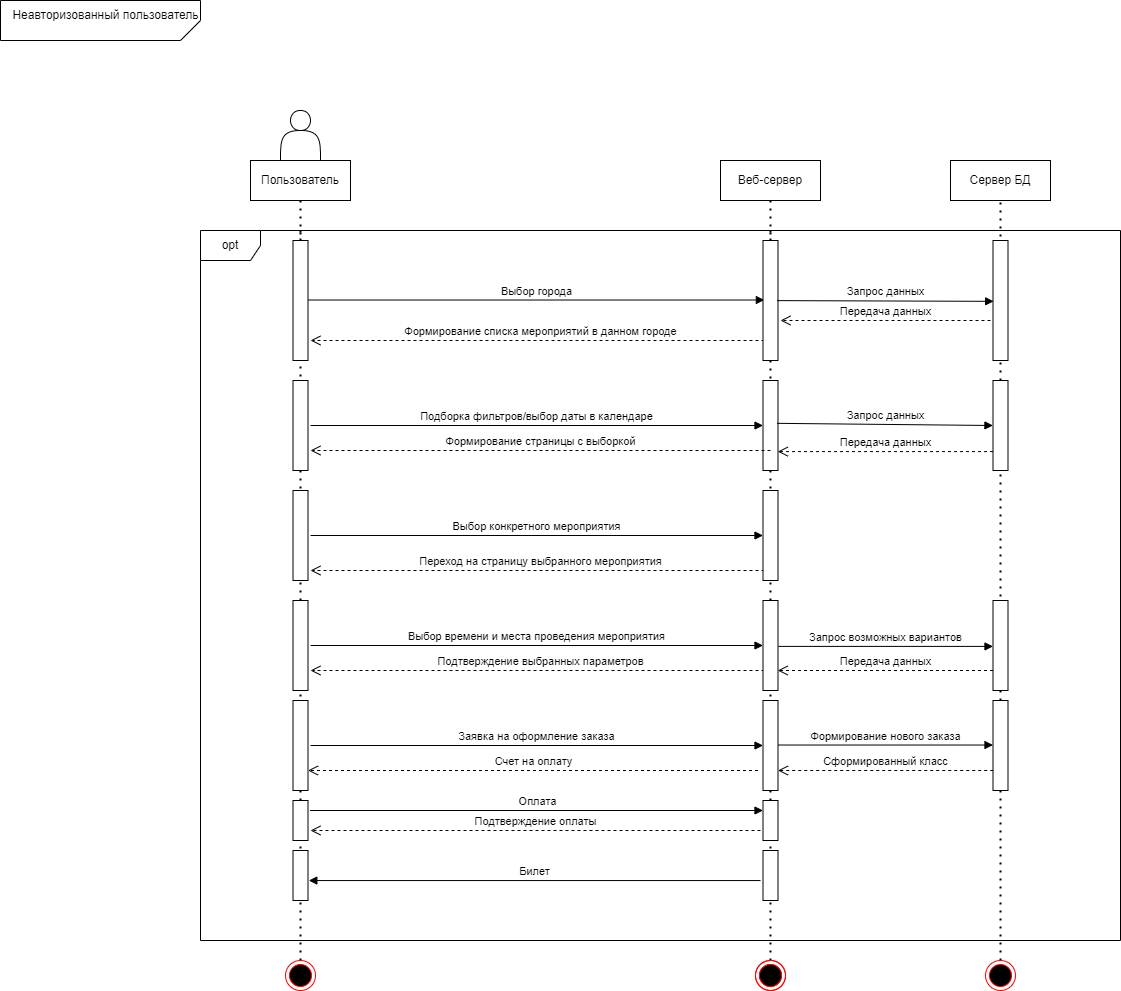 Неавторизованный пользователь
Пользователь
Веб-сервер
Сервер БД
opt
Выбор города
Запрос данных
Передача данных
Формирование списка мероприятий в данном городе
Подборка фильтров/выбор даты в календаре
Запрос данных
Формирование страницы с выборкой
Передача данных
Выбор конкретного мероприятия
Переход на страницу выбранного мероприятия
Выбор времени и места проведения мероприятия
Запрос возможных вариантов
Подтверждение выбранных параметров
Передача данных
Заявка на оформление заказа
Формирование нового заказа
Счет на оплату
Сформированный класс
Оплата
Подтверждение оплаты
Билет